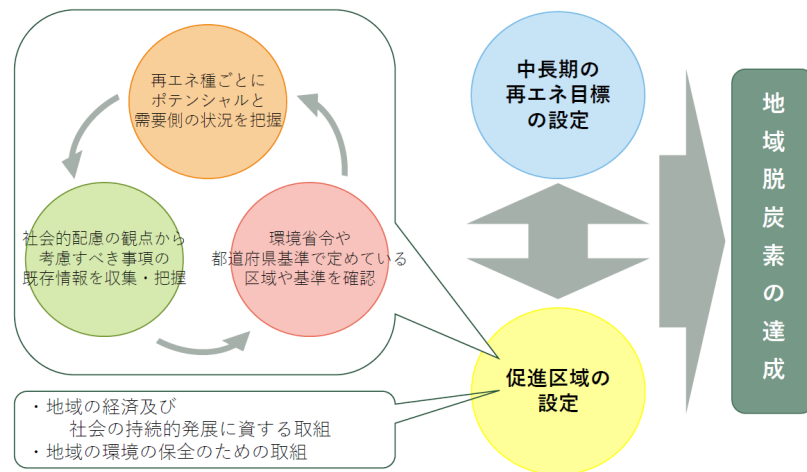 再エネ種ごとに
ポテンシャルと
需要側の状況を把握
社会的配慮の観点から
考慮すべき事項の
既存情報を収集・把握
環境省令や
都道府県基準で定めている
区域や基準を確認
・地域の経済及び
社会の持続的発展に資する取組
・地域の環境の保全のための取組
中長期の
再エネ目標
の設定
促進区域の
設定
地域脱炭素の達成